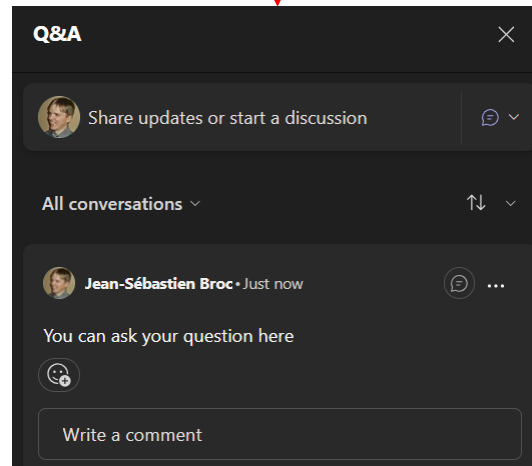 Q&A
Share updates or start a discussion
All conversations
Jean-Sébastien Broc • Just now
You can ask your question here
Write a comment